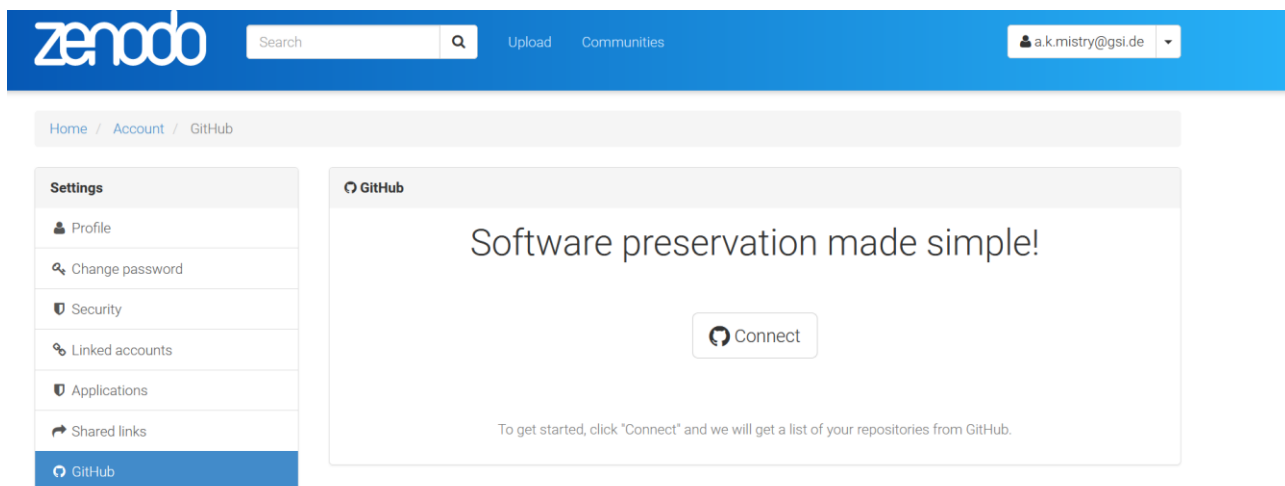 zenodo Search Upload Communities a.k.mistry@gsi.de
Home / Account / GitHub
Settings
Profile
Change password
Security
Linked accounts
Applications
Shared links
GitHub
GitHub
Software preservation made simple!
Connect
To get started, click "Connect" and we will get a list of your repositories from GitHub.